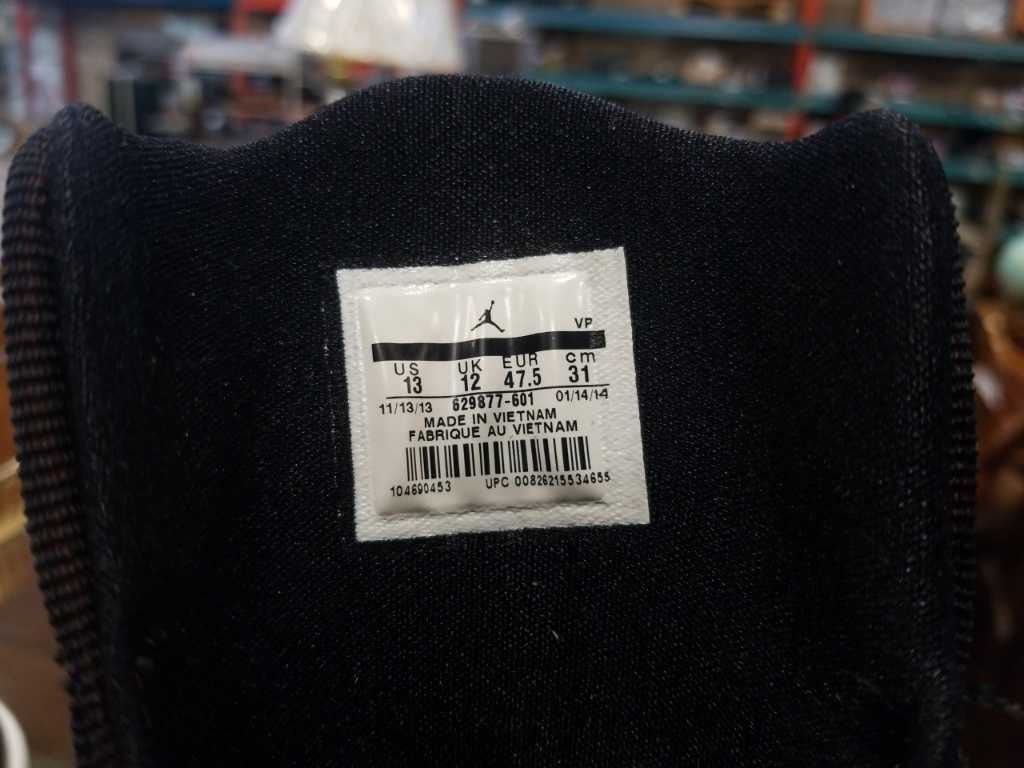 VP
US UK EUR cm
13 12 47.5 31
11/13/13 629877-601 01/14/14
MADE IN VIETNAM
FABRIQUE AU VIETNAM
104690453 UPC 00826215534655